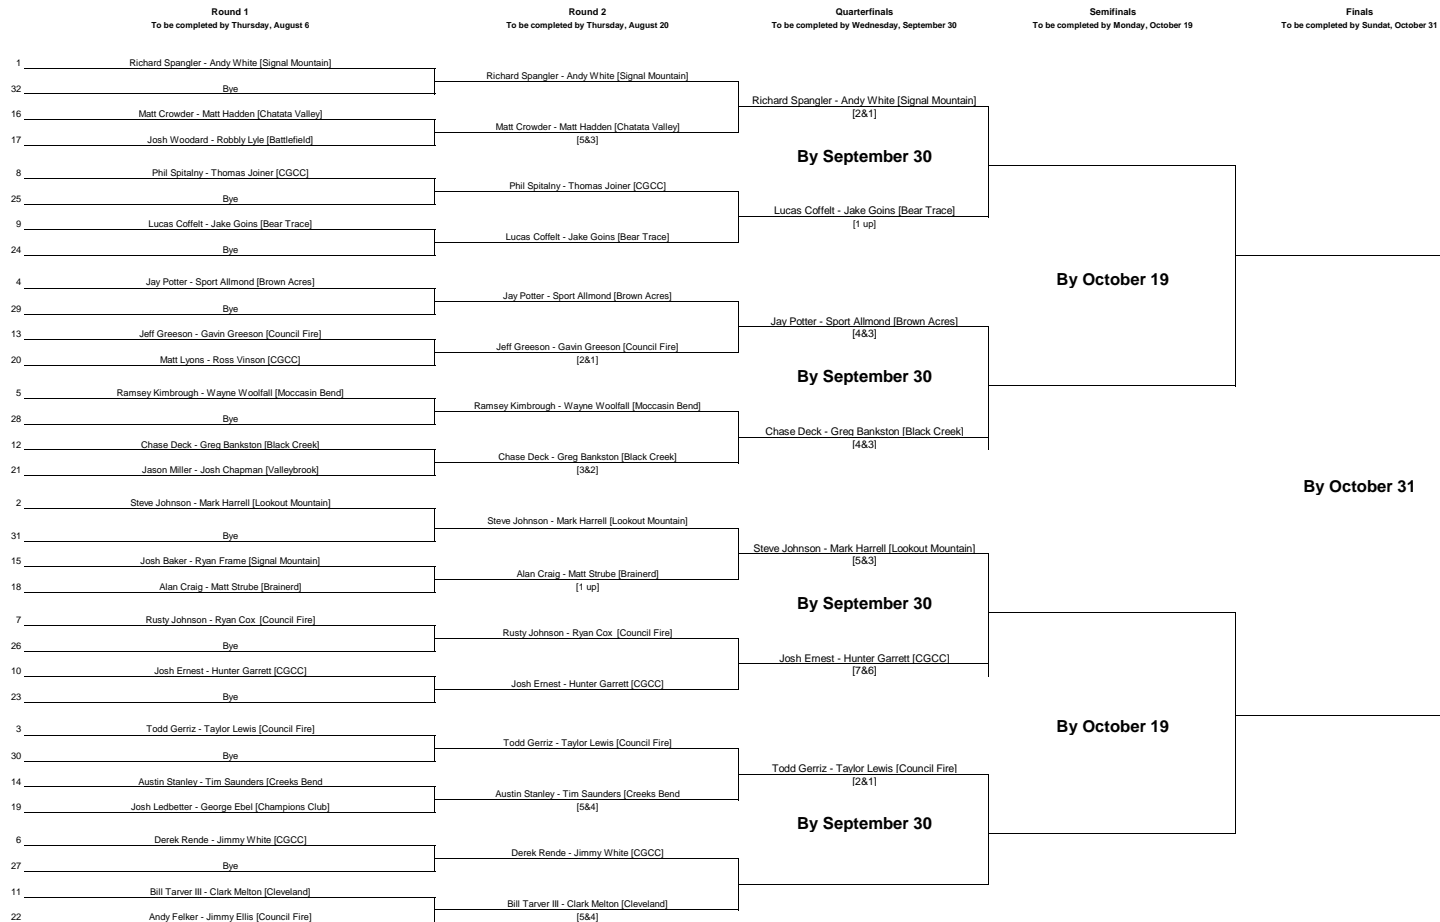 Round 1
To be completed by Thursday, August 6
Round 2
To be completed by Thursday, August 20
Quarterfinals
To be completed by Wednesday, September 30
Semifinals
To be completed by Monday, October 19
Finals
To be completed by Sundat, October 31
1 Richard Spangler - Andy White [Signal Mountain]
32 Bye
16 Matt Crowder - Matt Hadden [Chatata Valley]
17 Josh Woodard - Robbly Lyle [Battlefield]
8 Phil Spitalny - Thomas Joiner [CGCC]
25 Bye
9 Lucas Coffelt - Jake Goins [Bear Trace]
24 Bye
4 Jay Potter - Sport Allmond [Brown Acres]
29 Bye
13 Jeff Greeson - Gavin Greeson [Council Fire]
20 Matt Lyons - Ross Vinson [CGCC]
5 Ramsey Kimbrough - Wayne Woolfall [Moccasin Bend]
28 Bye
12 Chase Deck - Greg Bankston [Black Creek]
21 Jason Miller - Josh Chapman [Valleybrook]
2 Steve Johnson - Mark Harrell [Lookout Mountain]
31 Bye
15 Josh Baker - Ryan Frame [Signal Mountain]
18 Alan Craig - Matt Strube [Brainerd]
7 Rusty Johnson - Ryan Cox [Council Fire]
26 Bye
10 Josh Ernest - Hunter Garrett [CGCC]
23 Bye
3 Todd Gerriz - Taylor Lewis [Council Fire]
30 Bye
14 Austin Stanley - Tim Saunders [Creeks Bend
19 Josh Ledbetter - George Ebel [Champions Club]
6 Derek Rende - Jimmy White [CGCC]
27 Bye
11 Bill Tarver III - Clark Melton [Cleveland]
22 Andy Felker - Jimmy Ellis [Council Fire]
Richard Spangler - Andy White [Signal Mountain]
Matt Crowder - Matt Hadden [Chatata Valley]
[5&3]
Phil Spitalny - Thomas Joiner [CGCC]
Lucas Coffelt - Jake Goins [Bear Trace]
Jay Potter - Sport Allmond [Brown Acres]
Jeff Greeson - Gavin Greeson [Council Fire]
[2&1]
Ramsey Kimbrough - Wayne Woolfall [Moccasin Bend]
Chase Deck - Greg Bankston [Black Creek]
[3&2]
Steve Johnson - Mark Harrell [Lookout Mountain]
Alan Craig - Matt Strube [Brainerd]
[1 up]
Rusty Johnson - Ryan Cox [Council Fire]
Josh Ernest - Hunter Garrett [CGCC]
Todd Gerriz - Taylor Lewis [Council Fire]
Austin Stanley - Tim Saunders [Creeks Bend
[5&4]
Derek Rende - Jimmy White [CGCC]
Bill Tarver III - Clark Melton [Cleveland]
[5&4]
Richard Spangler - Andy White [Signal Mountain]
[2&1]
By September 30
Lucas Coffelt - Jake Goins [Bear Trace]
[1 up]
Jay Potter - Sport Allmond [Brown Acres]
[4&3]
By September 30
Chase Deck - Greg Bankston [Black Creek]
[4&3]
Steve Johnson - Mark Harrell [Lookout Mountain]
[5&3]
By September 30
Josh Ernest - Hunter Garrett [CGCC]
[7&6]
Todd Gerriz - Taylor Lewis [Council Fire]
[2&1]
By September 30
By October 19
By October 19
By October 31